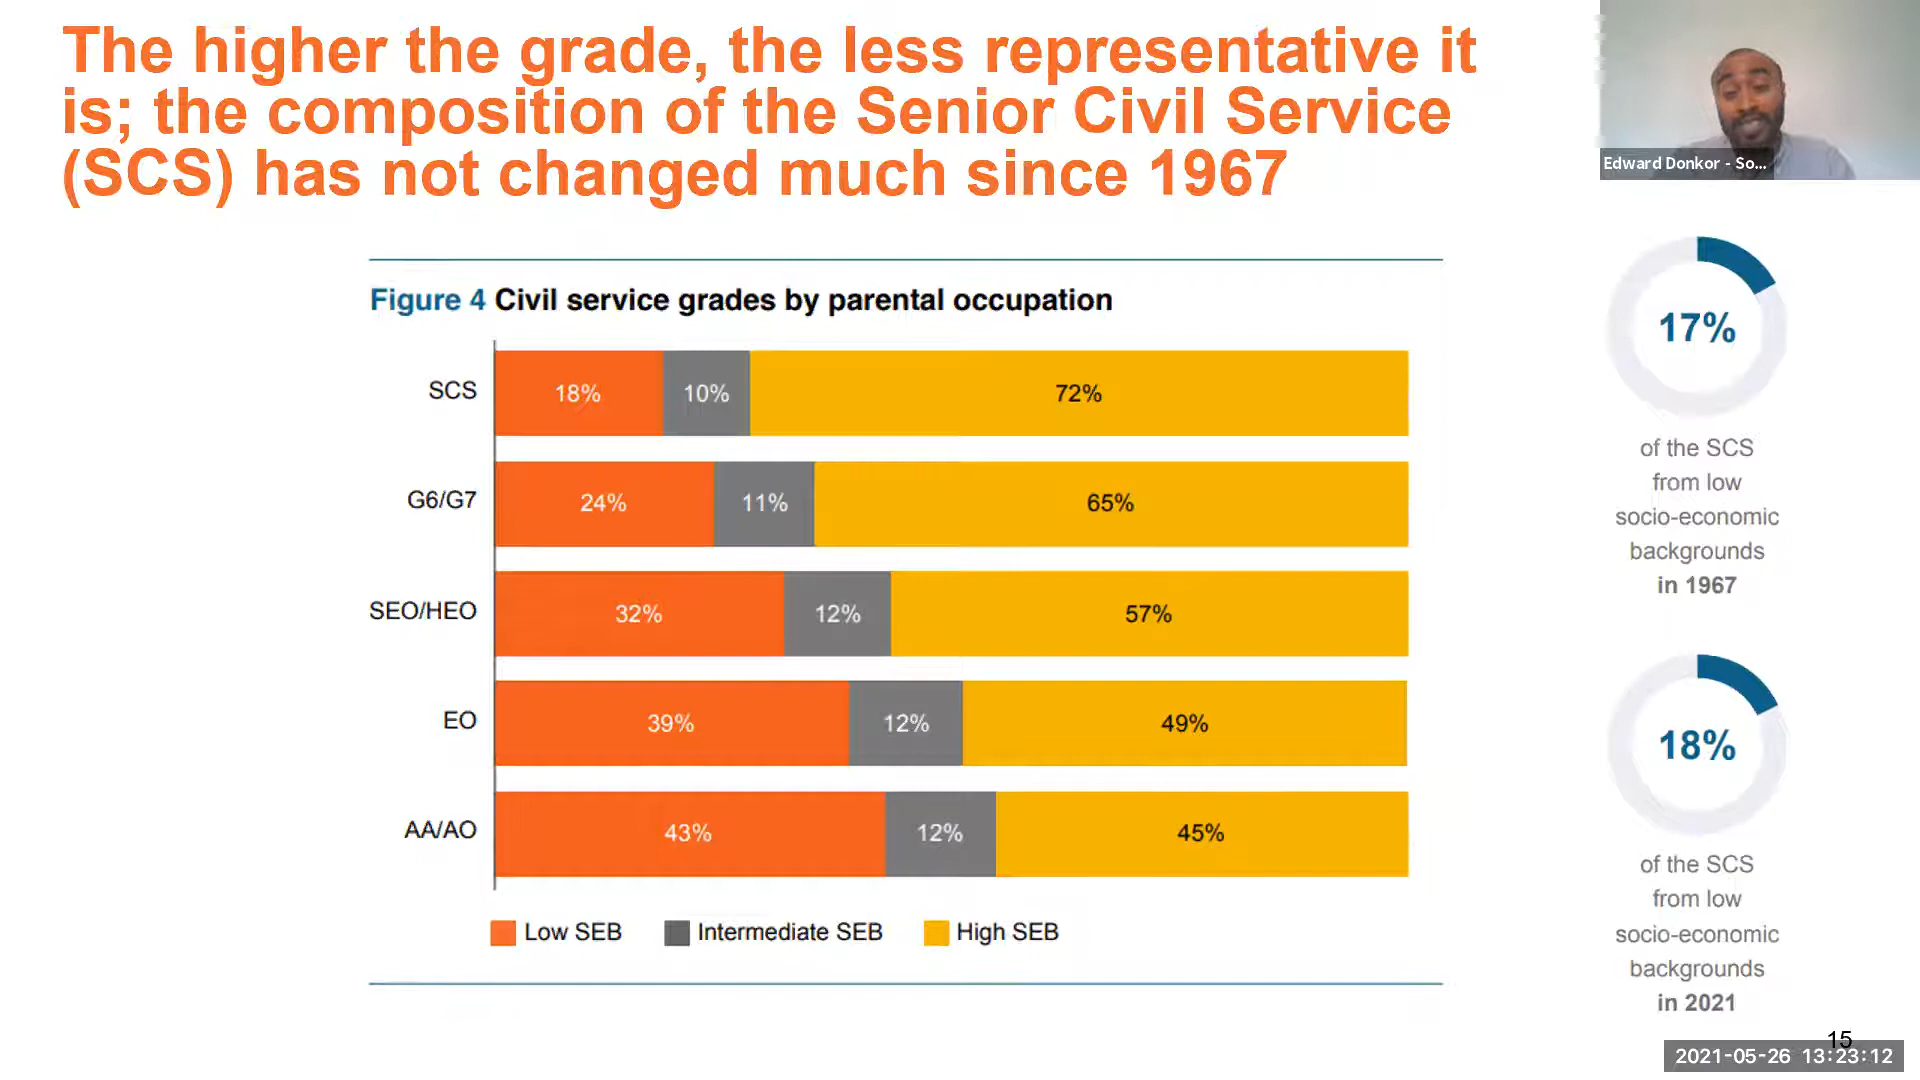 The higher the grade, the less representative it
is; the composition of the Senior Civil Service
(SCS) has not changed much since 1967
Edward Donkor - So...
Figure 4 Civil service grades by parental occupation
SCS 18% 10% 72%
G6/G7 24% 11% 65%
SEO/HEO 32% 12% 57%
EO 39% 12% 49%
AA/AO 43% 12% 45%
Low SEB Intermediate SEB High SEB
17%
of the SCS
from low
socio-economic
backgrounds
in 1967
18%
of the SCS
from low
socio-economic
backgrounds
in 2021
15
2021-05-26 13:23:12